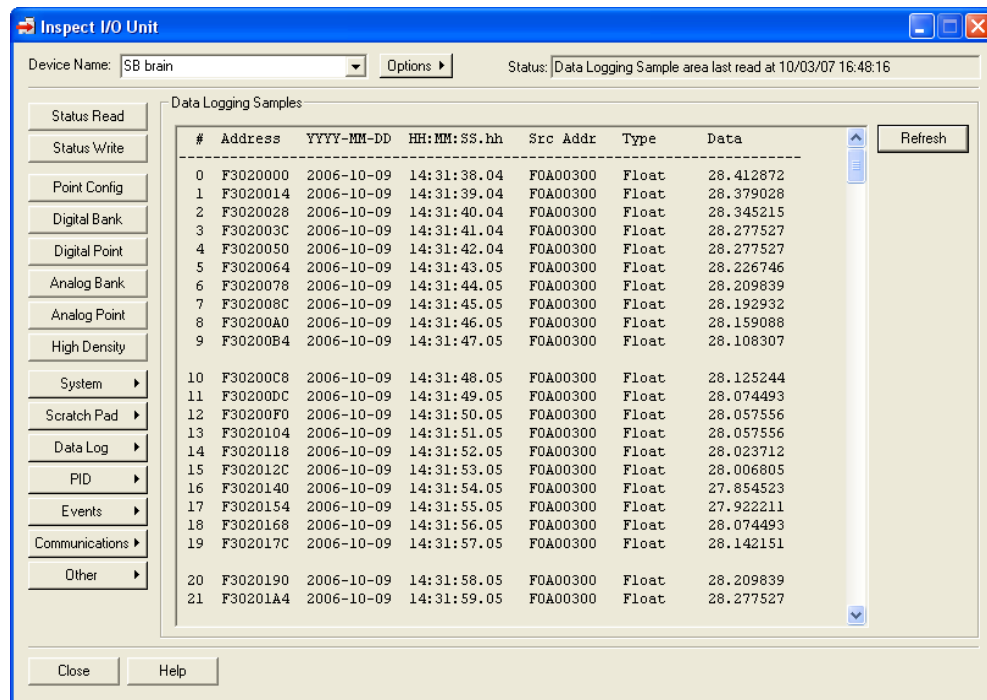 Inspect I/O Unit
Device Name: SB brain Options Status: Data Logging Sample area last read at 10/03/07 16:48:16
Status Read
Status Write
Point Config
Digital Bank
Digital Point
Analog Bank
Analog Point
High Density
System
Scratch Pad
Data Log
PID
Events
Communications
Other
Data Logging Samples
# Address YYYY-MM-DD HH:MM:SS.hh Src Addr Type Data
0 F3020000 2006-10-09 14:31:38.04 F0A00300 Float 28.412872
1 F3020014 2006-10-09 14:31:39.04 F0A00300 Float 28.379028
2 F3020028 2006-10-09 14:31:40.04 F0A00300 Float 28.345215
3 F302003C 2006-10-09 14:31:41.04 F0A00300 Float 28.277527
4 F3020050 2006-10-09 14:31:42.04 F0A00300 Float 28.277527
5 F3020064 2006-10-09 14:31:43.05 F0A00300 Float 28.226746
6 F3020078 2006-10-09 14:31:44.05 F0A00300 Float 28.209839
7 F302008C 2006-10-09 14:31:45.05 F0A00300 Float 28.192932
8 F30200A0 2006-10-09 14:31:46.05 F0A00300 Float 28.159088
9 F30200B4 2006-10-09 14:31:47.05 F0A00300 Float 28.108307
10 F30200C8 2006-10-09 14:31:48.05 F0A00300 Float 28.125244
11 F30200DC 2006-10-09 14:31:49.05 F0A00300 Float 28.074493
12 F30200F0 2006-10-09 14:31:50.05 F0A00300 Float 28.057556
13 F3020104 2006-10-09 14:31:51.05 F0A00300 Float 28.057556
14 F3020118 2006-10-09 14:31:52.05 F0A00300 Float 28.023712
15 F302012C 2006-10-09 14:31:53.05 F0A00300 Float 28.006805
16 F3020140 2006-10-09 14:31:54.05 F0A00300 Float 27.854523
17 F3020154 2006-10-09 14:31:55.05 F0A00300 Float 27.922211
18 F3020168 2006-10-09 14:31:56.05 F0A00300 Float 28.074493
19 F302017C 2006-10-09 14:31:57.05 F0A00300 Float 28.142151
20 F3020190 2006-10-09 14:31:58.05 F0A00300 Float 28.209839
21 F30201A4 2006-10-09 14:31:59.05 F0A00300 Float 28.277527
Refresh
Close Help